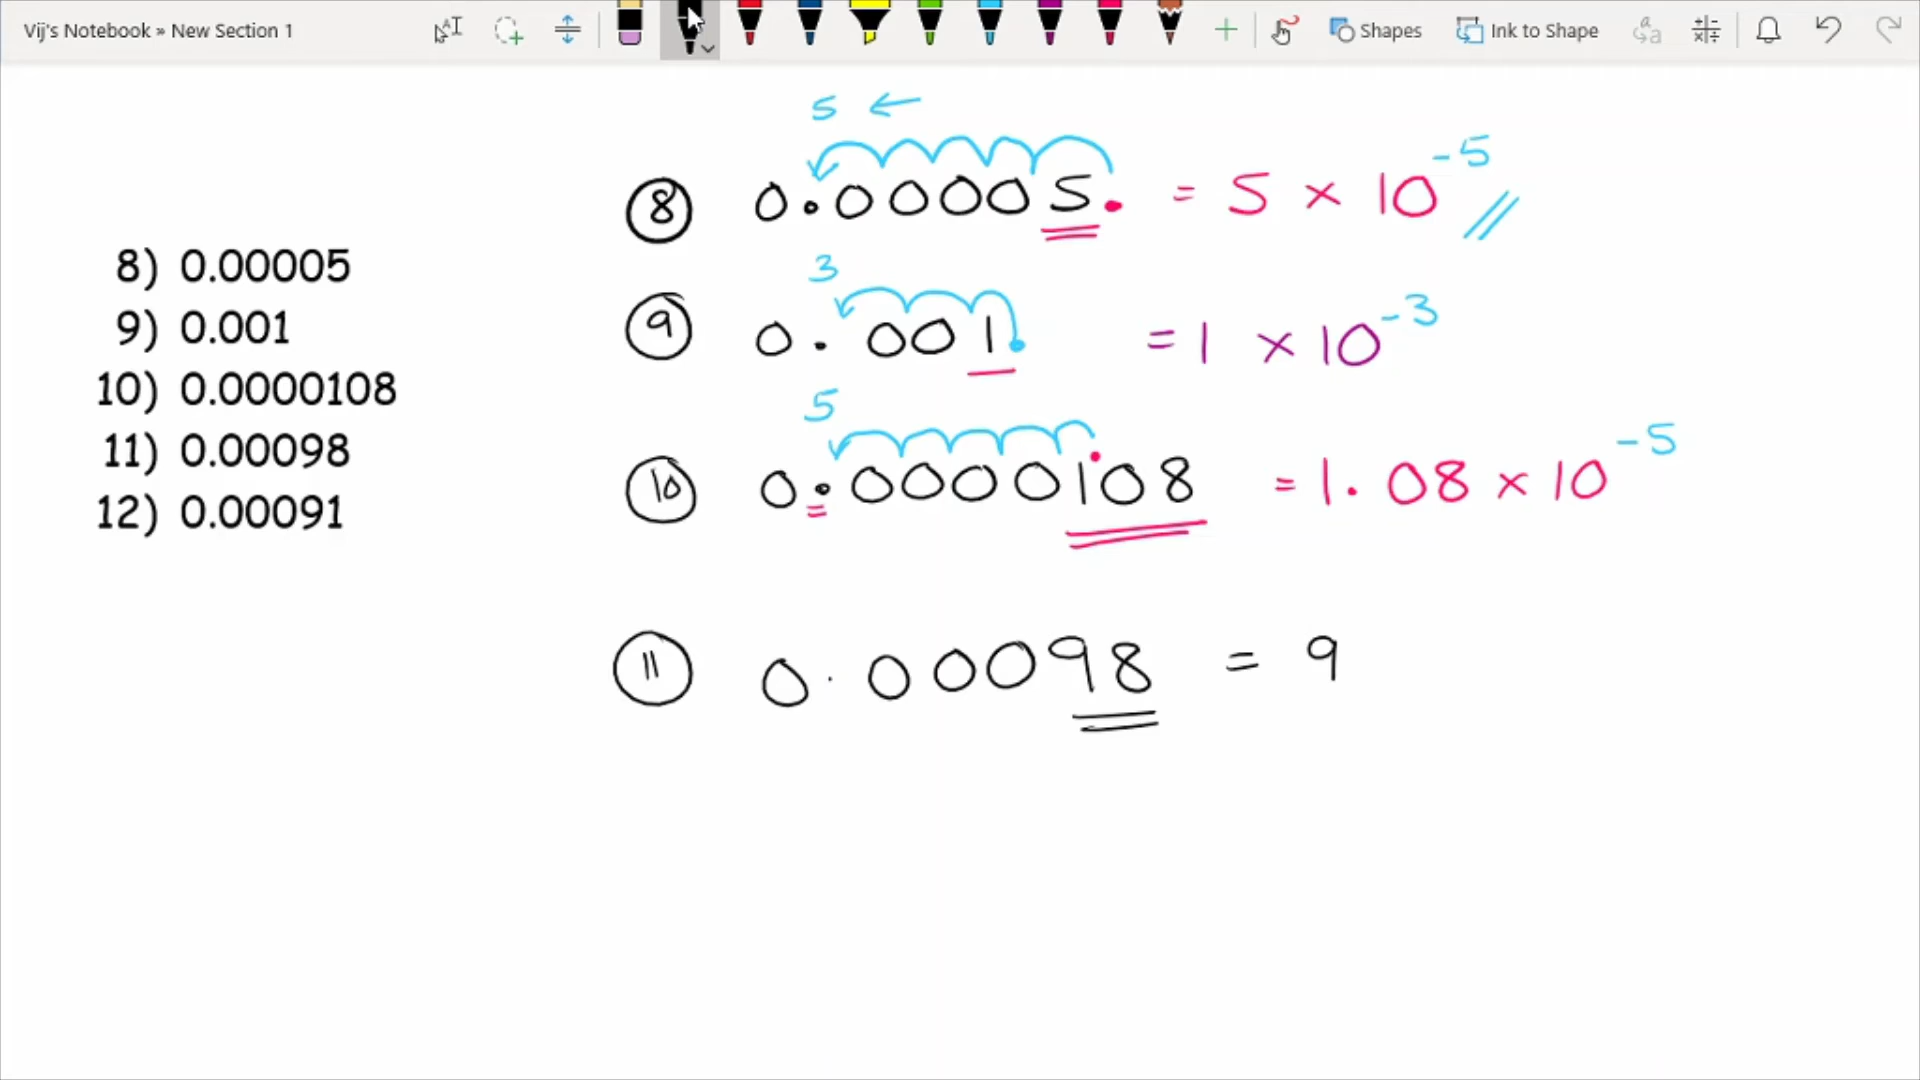 Vij's Notebook » New Section 1
Shapes
Ink to Shape
8) 0.00005
9) 0.001
10) 0.0000108
11) 0.00098
12) 0.00091
5 ←
⑧ 0.00005. = 5 × 10⁻⁵
3
⑨ 0.001. = 1 × 10⁻³
5
⑩ 0.0000108 = 1.08 × 10⁻⁵
⑪ 0.00098 = 9